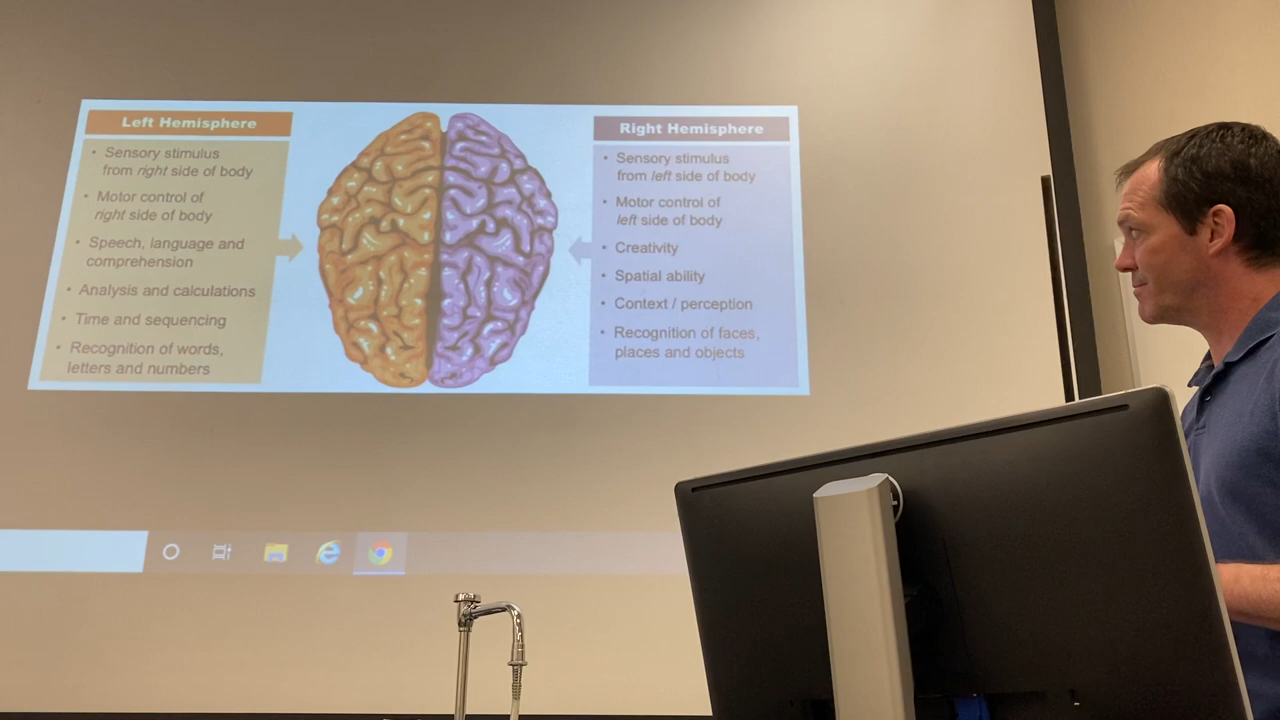 Left Hemisphere
• Sensory stimulus
from right side of body
• Motor control of
right side of body
• Speech, language and
comprehension
• Analysis and calculations
• Time and sequencing
• Recognition of words,
letters and numbers
Right Hemisphere
• Sensory stimulus
from left side of body
• Motor control of
left side of body
• Creativity
• Spatial ability
• Context / perception
• Recognition of faces,
places and objects